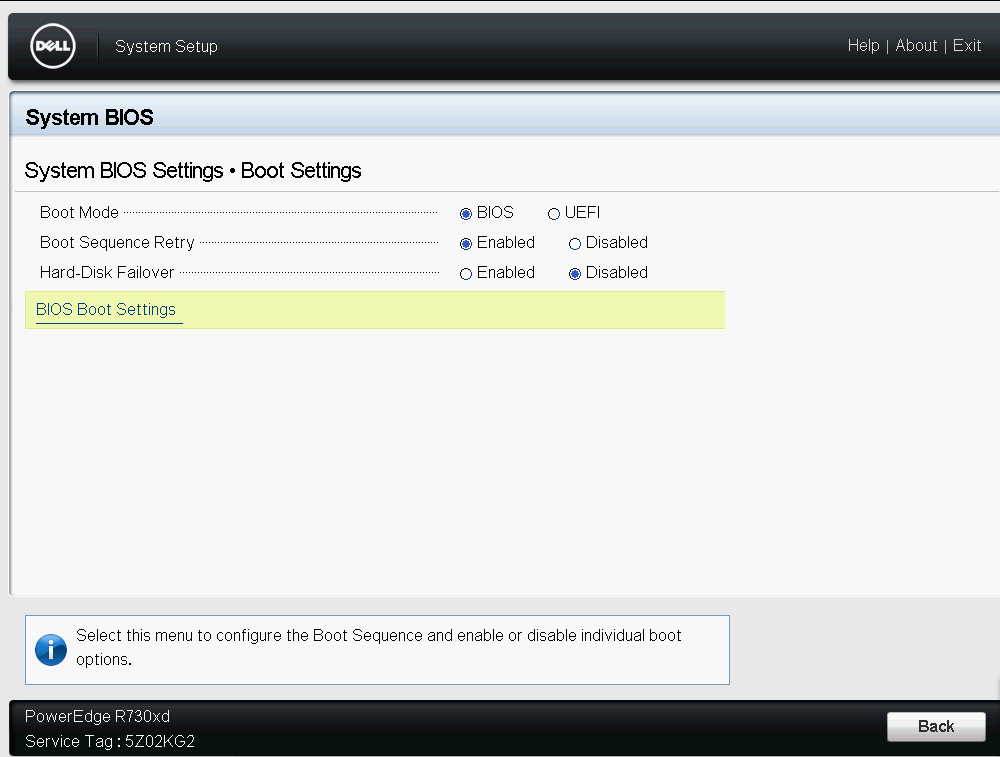 DELL System Setup Help | About | Exit
System BIOS
System BIOS Settings • Boot Settings
Boot Mode BIOS UEFI
Boot Sequence Retry Enabled Disabled
Hard-Disk Failover Enabled Disabled
BIOS Boot Settings
Select this menu to configure the Boot Sequence and enable or disable individual boot
options.
PowerEdge R730xd
Service Tag : 5Z02KG2
Back